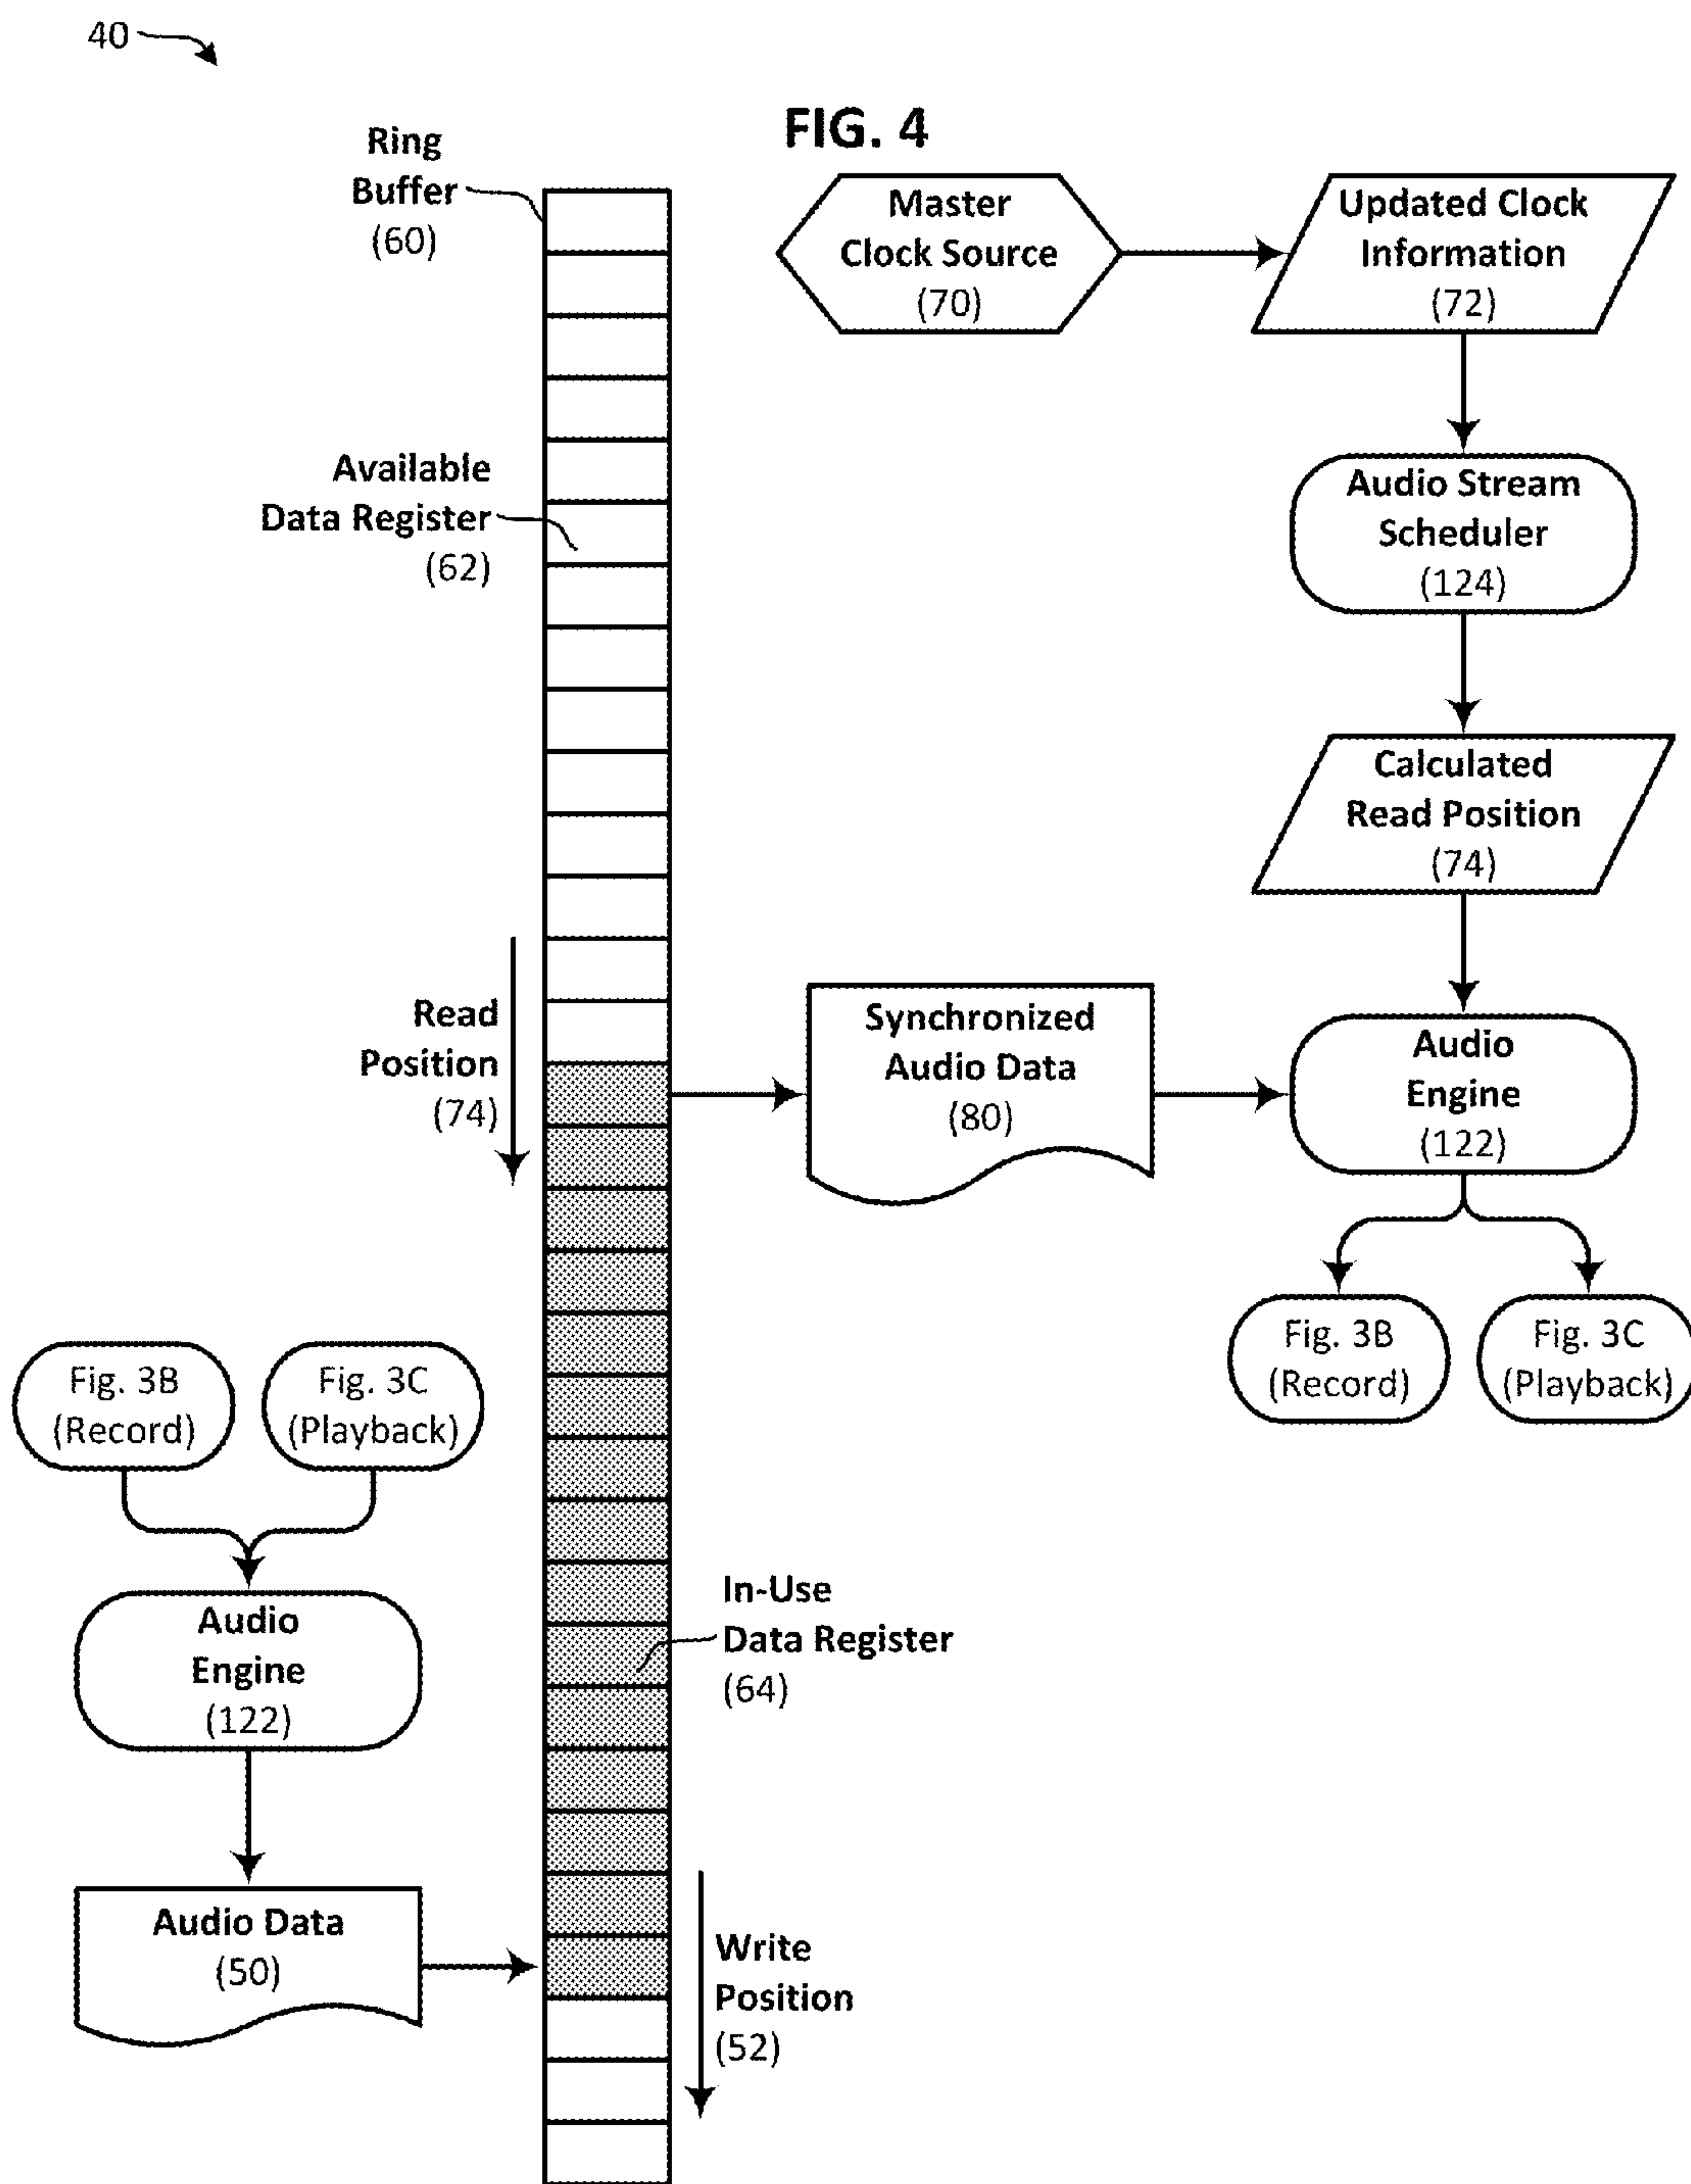 40
FIG. 4
Ring
Buffer
(60)
Master
Clock Source
(70)
Updated Clock
Information
(72)
Available
Data Register
(62)
Audio Stream
Scheduler
(124)
Calculated
Read Position
(74)
Read
Position
(74)
Synchronized
Audio Data
(80)
Audio
Engine
(122)
Fig. 3B
(Record)
Fig. 3C
(Playback)
Fig. 3B
(Record)
Fig. 3C
(Playback)
Audio
Engine
(122)
In-Use
Data Register
(64)
Audio Data
(50)
Write
Position
(52)